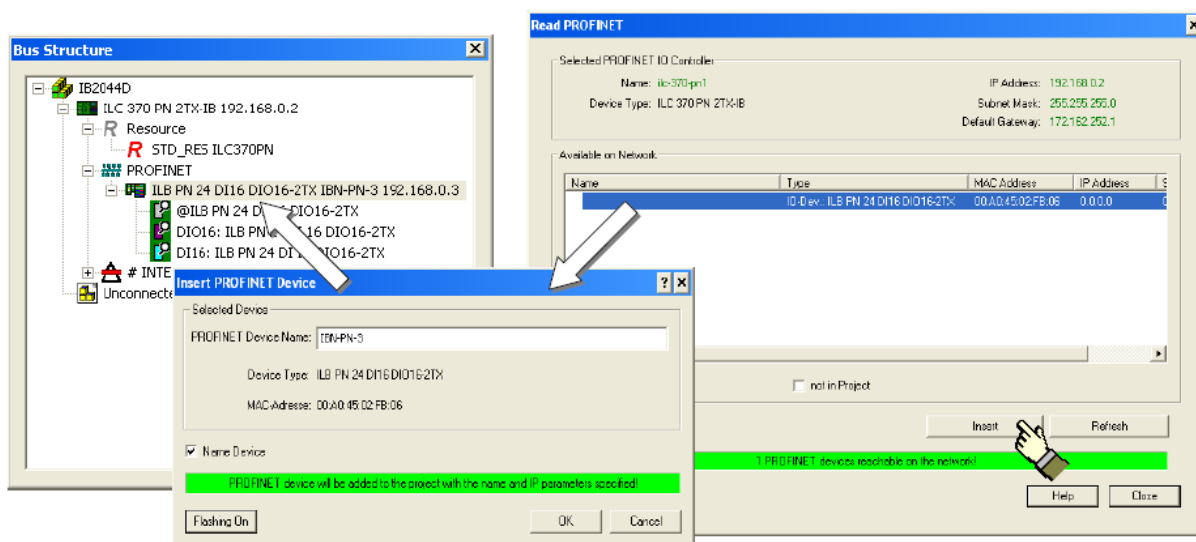 Bus Structure
IB2044D
ILC 370 PN 2TX-IB 192.168.0.2
Resource
STD_RES ILC370PN
PROFINET
ILB PN 24 DI16 DIO16-2TX IBN-PN-3 192.168.0.3
@ILB PN 24 DIO16-2TX
DIO16: ILB PN 16 DIO16-2TX
DI16: ILB PN 24 DIO16-2TX
# INTE
Unconnecte
Insert PROFINET Device
Selected Device
PROFINET Device Name: IBN-PN-3
Device Type: ILB PN 24 DI16 DIO16-2TX
MAC-Adresse: 00:A0:45:02:FB:06
Name Device
PROFINET device will be added to the project with the name and IP parameters specified!
Flashing On OK Cancel
Read PROFINET
Selected PROFINET IO Controller
Name: ilc-370-pn1 IP Address: 192.168.0.2
Device Type: ILC 370 PN 2TX-IB Subnet Mask: 255.255.255.0
Default Gateway: 172.162.252.1
Available on Network
Name Type MAC Address IP Address S
IO-Dev.: ILB PN 24 DI16 DIO16-2TX 00:A0:45:02:FB:06 0.0.0.0
not in Project
Insert Refresh
1 PROFINET devices reachable on the network!
Help Close